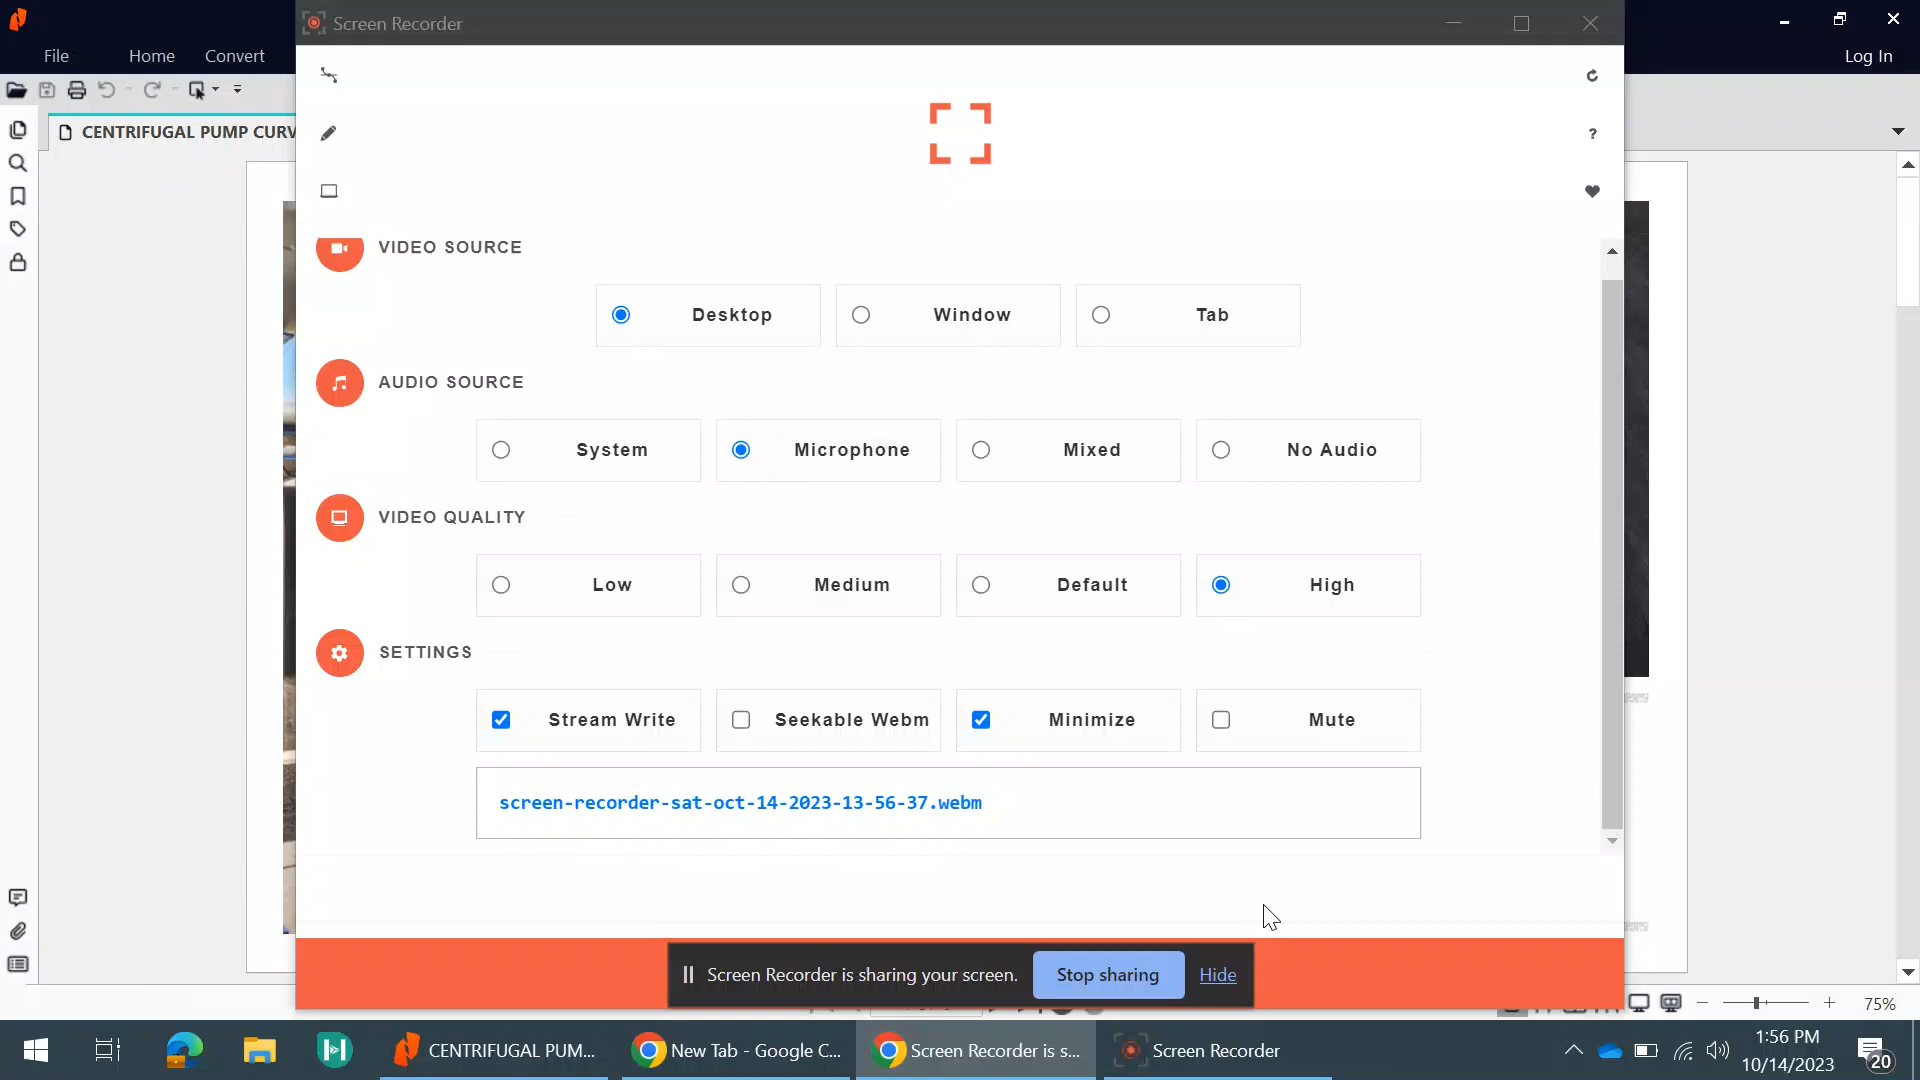 Screen Recorder
File
Home
Convert
Log In
CENTRIFUGAL PUMP CURV
?
VIDEO SOURCE
Desktop
Window
Tab
AUDIO SOURCE
System
Microphone
Mixed
No Audio
VIDEO QUALITY
Low
Medium
Default
High
SETTINGS
Stream Write
Seekable Webm
Minimize
Mute
screen-recorder-sat-oct-14-2023-13-56-37.webm
Screen Recorder is sharing your screen.
Stop sharing
Hide
75%
CENTRIFUGAL PUM...
New Tab - Google C...
Screen Recorder is s...
Screen Recorder
1:56 PM
10/14/2023
20